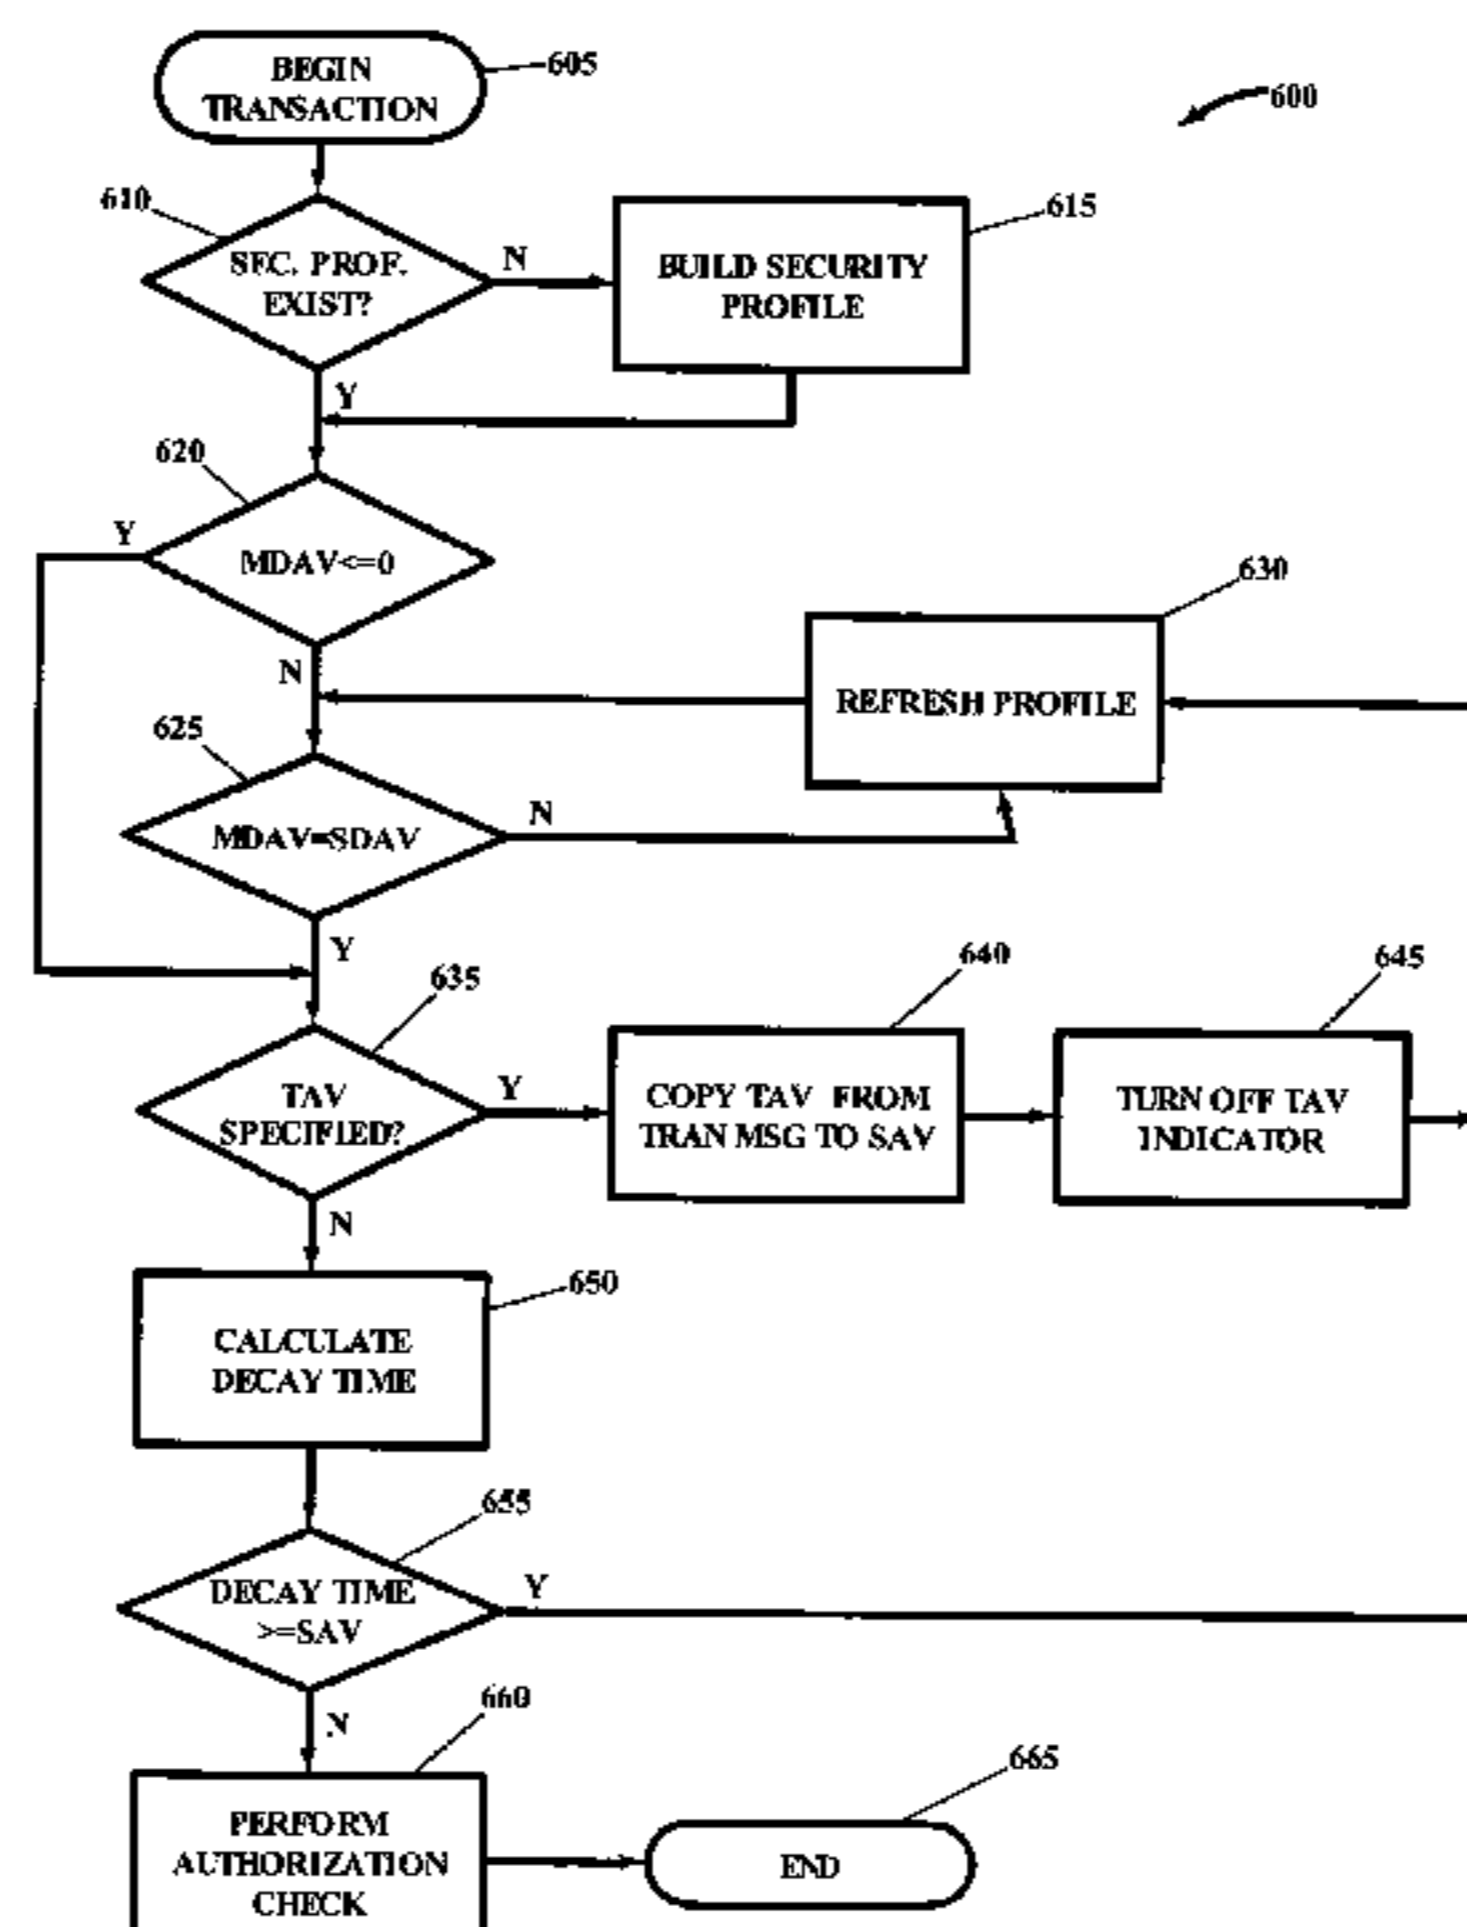 BEGIN
TRANSACTION
605
600
610
SEC. PROF.
EXIST?
N
BUILD SECURITY
PROFILE
615
Y
620
Y
MDAV<=0
N
630
REFRESH PROFILE
625
MDAV=SDAV
N
Y
635
640
645
TAV
SPECIFIED?
Y
COPY TAV FROM
TRAN MSG TO SAV
TURN OFF TAV
INDICATOR
N
650
CALCULATE
DECAY TIME
655
DECAY TIME
>=SAV
Y
N
660
665
PERFORM
AUTHORIZATION
CHECK
END